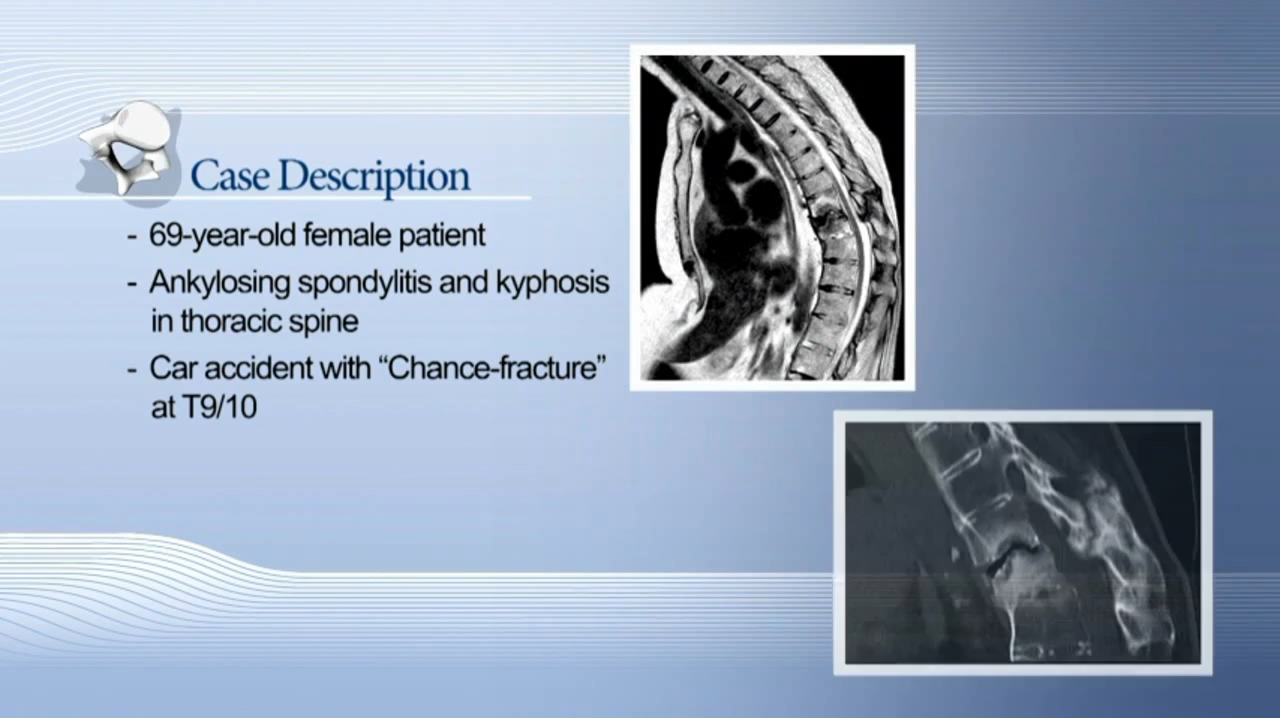 Case Description
- 69-year-old female patient
- Ankylosing spondylitis and kyphosis
in thoracic spine
- Car accident with “Chance-fracture”
at T9/10